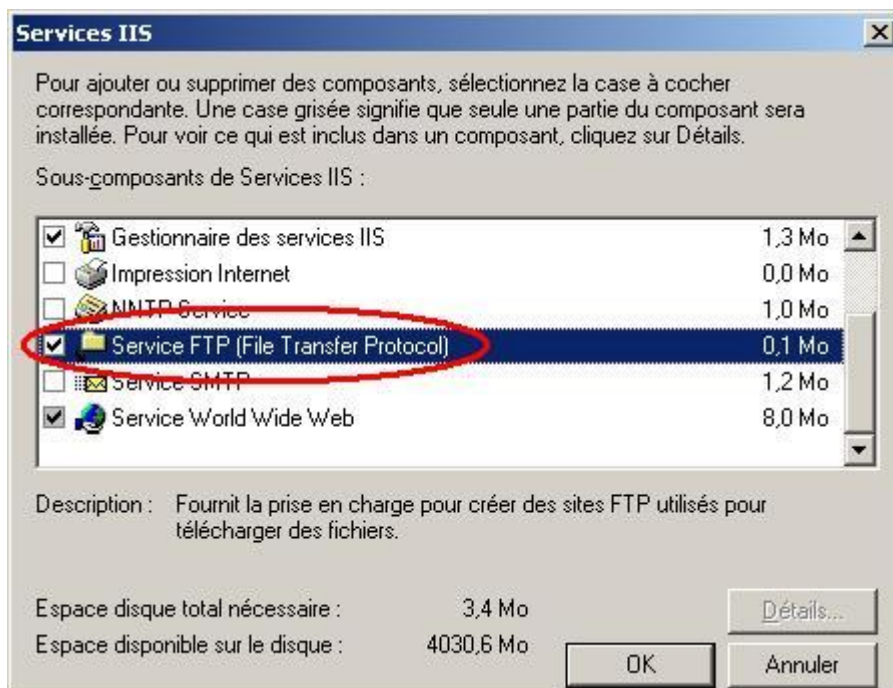 Services IIS
Pour ajouter ou supprimer des composants, sélectionnez la case à cocher
correspondante. Une case grisée signifie que seule une partie du composant sera
installée. Pour voir ce qui est inclus dans un composant, cliquez sur Détails.
Sous-composants de Services IIS :
Gestionnaire des services IIS 1,3 Mo
Impression Internet 0,0 Mo
NNTP Service 1,0 Mo
Service FTP (File Transfer Protocol) 0,1 Mo
Service SMTP 1,2 Mo
Service World Wide Web 8,0 Mo
Description : Fournit la prise en charge pour créer des sites FTP utilisés pour
télécharger des fichiers.
Espace disque total nécessaire : 3,4 Mo
Détails...
Espace disponible sur le disque : 4030,6 Mo
OK Annuler